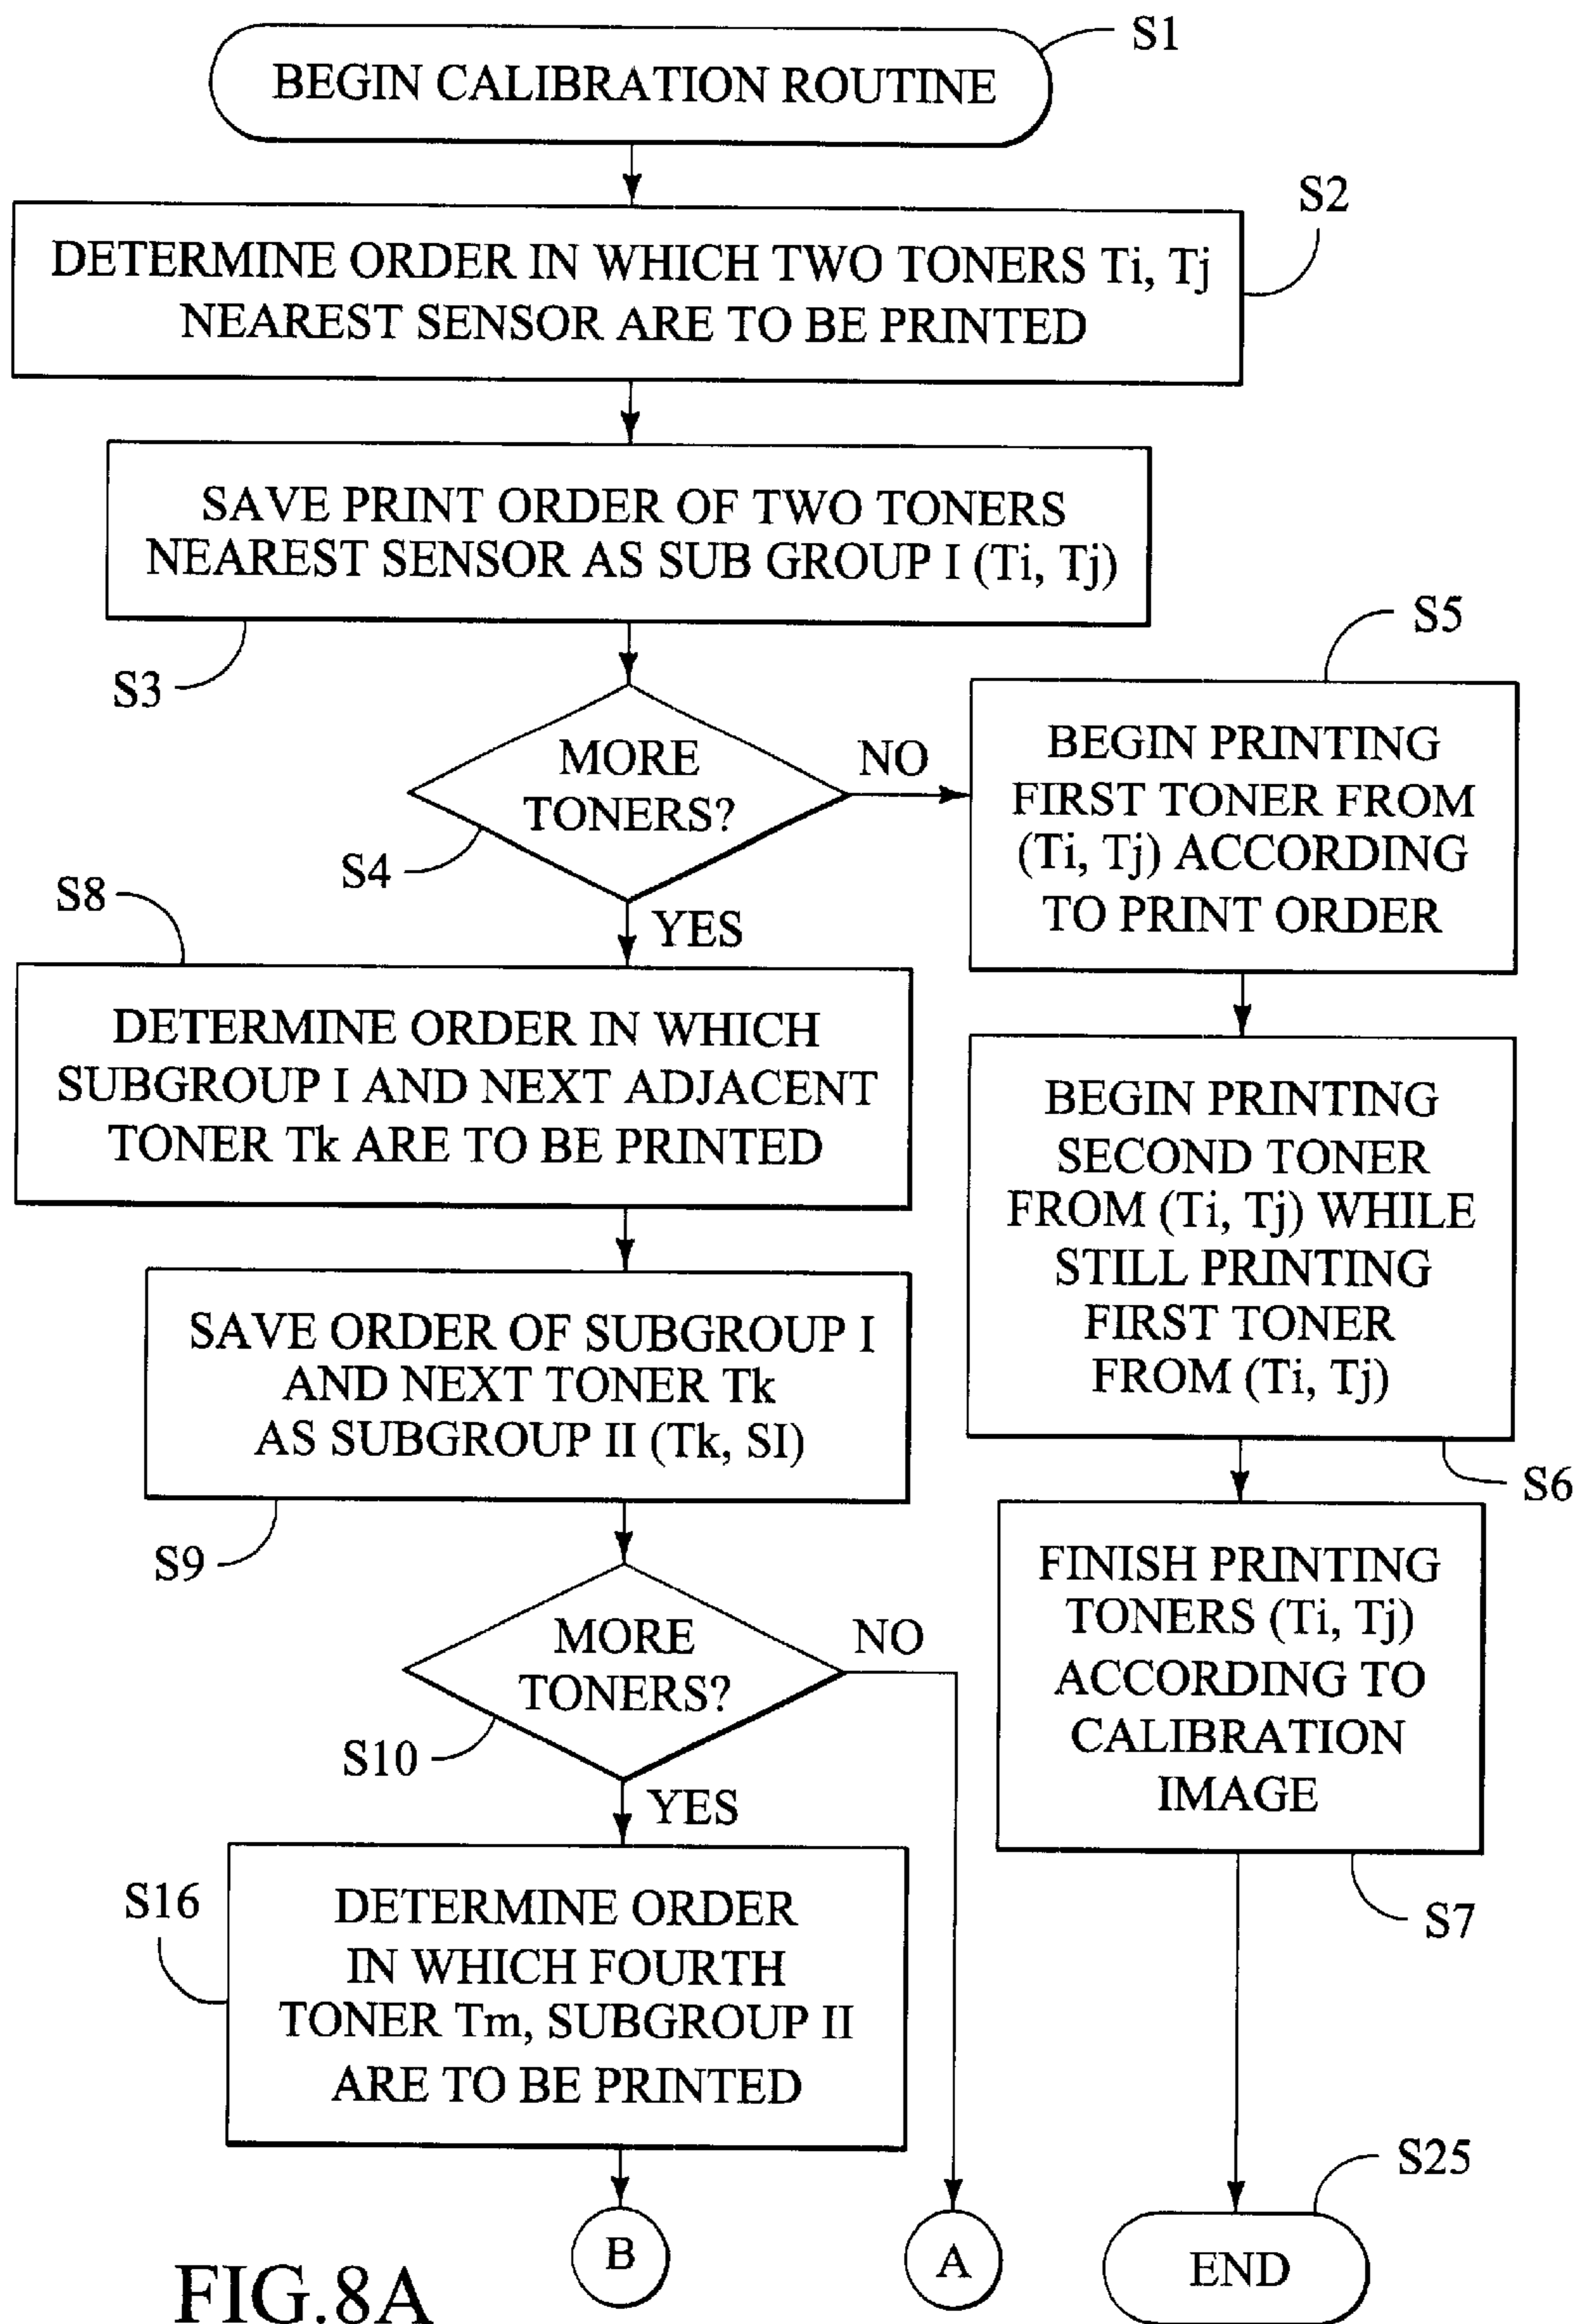 S1
BEGIN CALIBRATION ROUTINE
S2
DETERMINE ORDER IN WHICH TWO TONERS Ti, Tj
NEAREST SENSOR ARE TO BE PRINTED
SAVE PRINT ORDER OF TWO TONERS
NEAREST SENSOR AS SUB GROUP I (Ti, Tj)
S3
MORE
TONERS?
NO
S4
YES
S5
BEGIN PRINTING
FIRST TONER FROM
(Ti, Tj) ACCORDING
TO PRINT ORDER
S8
DETERMINE ORDER IN WHICH
SUBGROUP I AND NEXT ADJACENT
TONER Tk ARE TO BE PRINTED
BEGIN PRINTING
SECOND TONER
FROM (Ti, Tj) WHILE
STILL PRINTING
FIRST TONER
FROM (Ti, Tj)
S6
SAVE ORDER OF SUBGROUP I
AND NEXT TONER Tk
AS SUBGROUP II (Tk, SI)
S9
MORE
TONERS?
NO
S10
YES
FINISH PRINTING
TONERS (Ti, Tj)
ACCORDING TO
CALIBRATION
IMAGE
S7
S16
DETERMINE ORDER
IN WHICH FOURTH
TONER Tm, SUBGROUP II
ARE TO BE PRINTED
S25
B
A
END
FIG.8A